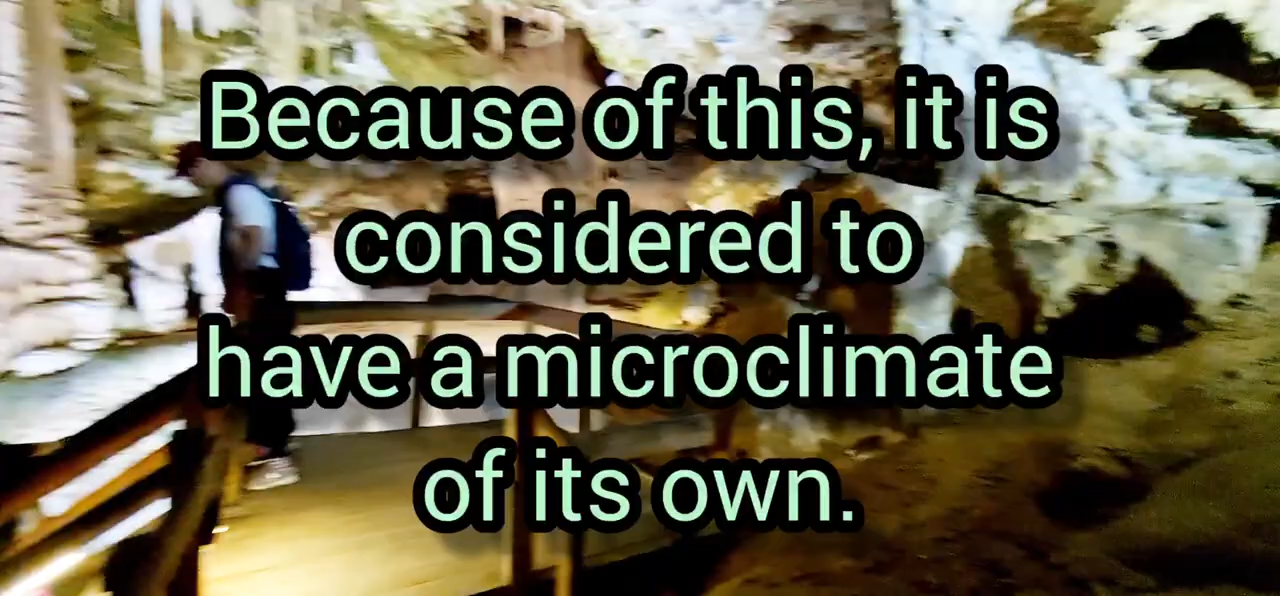 Because of this, it is
considered to
have a microclimate
of its own.